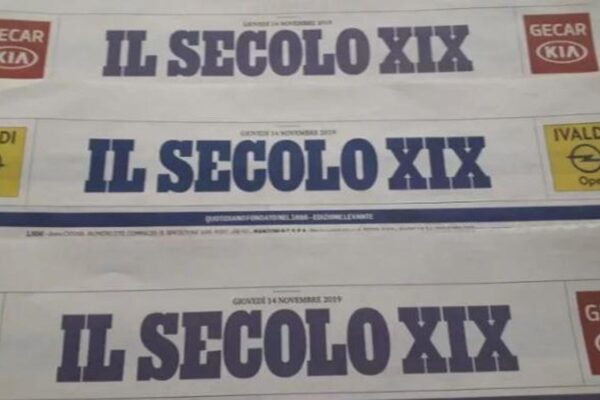 GIOVEDÌ 14 NOVEMBRE 2019
GECAR
KIA
IL SECOLO XIX
GECAR
KIA
GIOVEDÌ 14 NOVEMBRE 2019
IL SECOLO XIX
IVALDI
Opel
QUOTIDIANO FONDATO NEL 1886 - EDIZIONE LEVANTE
GIOVEDÌ 14 NOVEMBRE 2019
IL SECOLO XIX